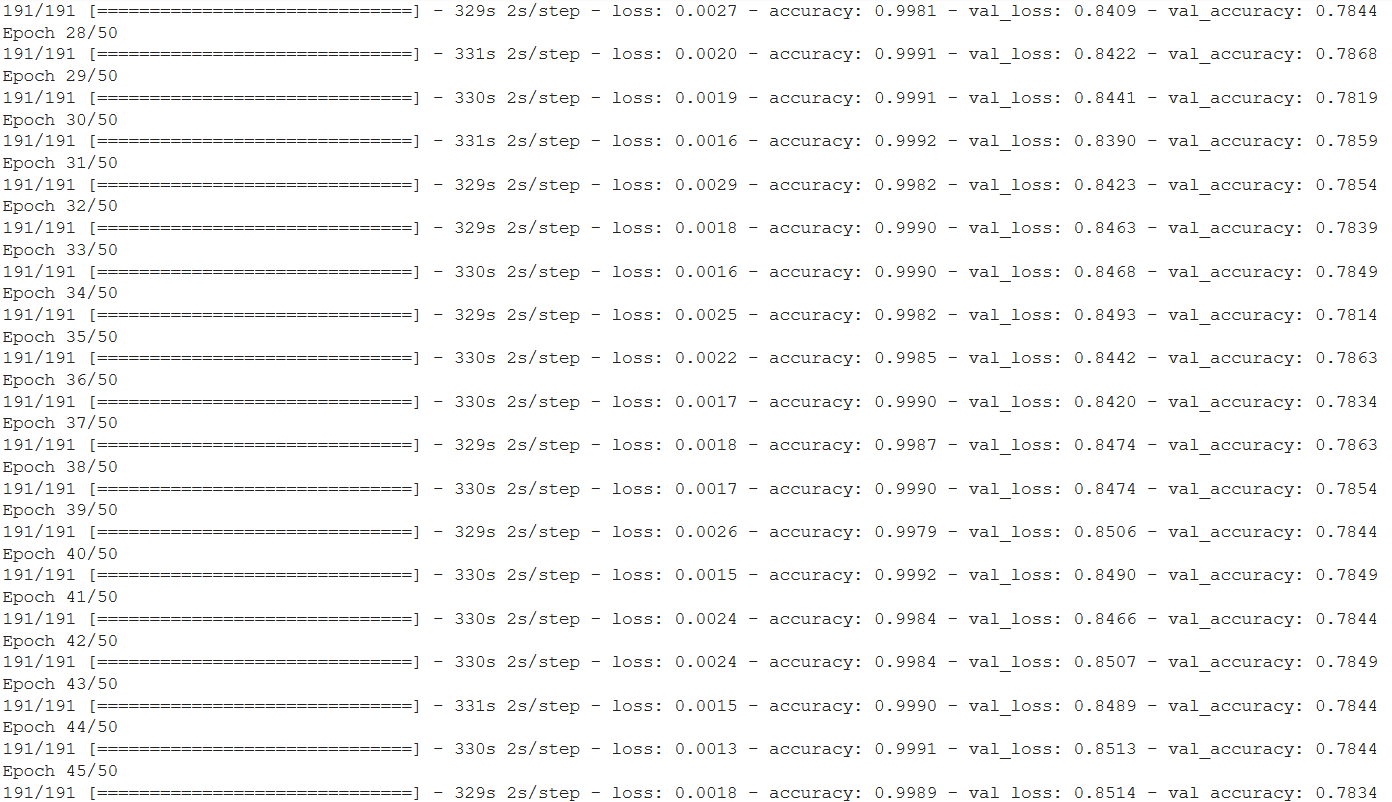 191/191 [==============================] - 329s 2s/step - loss: 0.0027 - accuracy: 0.9981 - val_loss: 0.8409 - val_accuracy: 0.7844
Epoch 28/50
191/191 [==============================] - 331s 2s/step - loss: 0.0020 - accuracy: 0.9991 - val_loss: 0.8422 - val_accuracy: 0.7868
Epoch 29/50
191/191 [==============================] - 330s 2s/step - loss: 0.0019 - accuracy: 0.9991 - val_loss: 0.8441 - val_accuracy: 0.7819
Epoch 30/50
191/191 [==============================] - 331s 2s/step - loss: 0.0016 - accuracy: 0.9992 - val_loss: 0.8390 - val_accuracy: 0.7859
Epoch 31/50
191/191 [==============================] - 329s 2s/step - loss: 0.0029 - accuracy: 0.9982 - val_loss: 0.8423 - val_accuracy: 0.7854
Epoch 32/50
191/191 [==============================] - 329s 2s/step - loss: 0.0018 - accuracy: 0.9990 - val_loss: 0.8463 - val_accuracy: 0.7839
Epoch 33/50
191/191 [==============================] - 330s 2s/step - loss: 0.0016 - accuracy: 0.9990 - val_loss: 0.8468 - val_accuracy: 0.7849
Epoch 34/50
191/191 [==============================] - 329s 2s/step - loss: 0.0025 - accuracy: 0.9982 - val_loss: 0.8493 - val_accuracy: 0.7814
Epoch 35/50
191/191 [==============================] - 330s 2s/step - loss: 0.0022 - accuracy: 0.9985 - val_loss: 0.8442 - val_accuracy: 0.7863
Epoch 36/50
191/191 [==============================] - 330s 2s/step - loss: 0.0017 - accuracy: 0.9990 - val_loss: 0.8420 - val_accuracy: 0.7834
Epoch 37/50
191/191 [==============================] - 329s 2s/step - loss: 0.0018 - accuracy: 0.9987 - val_loss: 0.8474 - val_accuracy: 0.7863
Epoch 38/50
191/191 [==============================] - 330s 2s/step - loss: 0.0017 - accuracy: 0.9990 - val_loss: 0.8474 - val_accuracy: 0.7854
Epoch 39/50
191/191 [==============================] - 329s 2s/step - loss: 0.0026 - accuracy: 0.9979 - val_loss: 0.8506 - val_accuracy: 0.7844
Epoch 40/50
191/191 [==============================] - 330s 2s/step - loss: 0.0015 - accuracy: 0.9992 - val_loss: 0.8490 - val_accuracy: 0.7849
Epoch 41/50
191/191 [==============================] - 330s 2s/step - loss: 0.0024 - accuracy: 0.9984 - val_loss: 0.8466 - val_accuracy: 0.7844
Epoch 42/50
191/191 [==============================] - 330s 2s/step - loss: 0.0024 - accuracy: 0.9984 - val_loss: 0.8507 - val_accuracy: 0.7849
Epoch 43/50
191/191 [==============================] - 331s 2s/step - loss: 0.0015 - accuracy: 0.9990 - val_loss: 0.8489 - val_accuracy: 0.7844
Epoch 44/50
191/191 [==============================] - 330s 2s/step - loss: 0.0013 - accuracy: 0.9991 - val_loss: 0.8513 - val_accuracy: 0.7844
Epoch 45/50
191/191 [==============================] - 329s 2s/step - loss: 0.0018 - accuracy: 0.9989 - val_loss: 0.8514 - val_accuracy: 0.7834